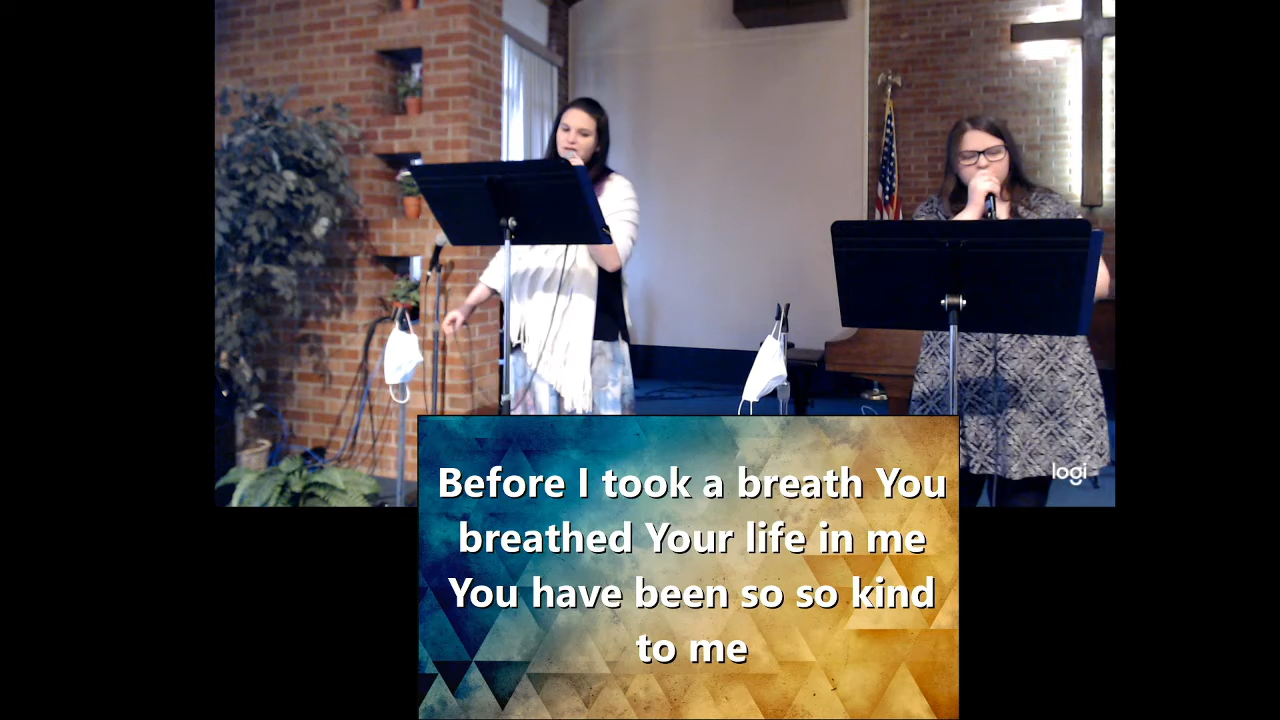 logi
Before I took a breath You
breathed Your life in me
You have been so so kind
to me